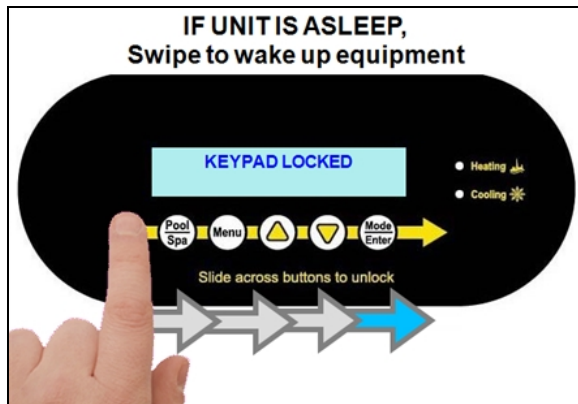 IF UNIT IS ASLEEP,
Swipe to wake up equipment
KEYPAD LOCKED
Heating
Cooling
Pool
Spa
Menu
Mode
Enter
Slide across buttons to unlock